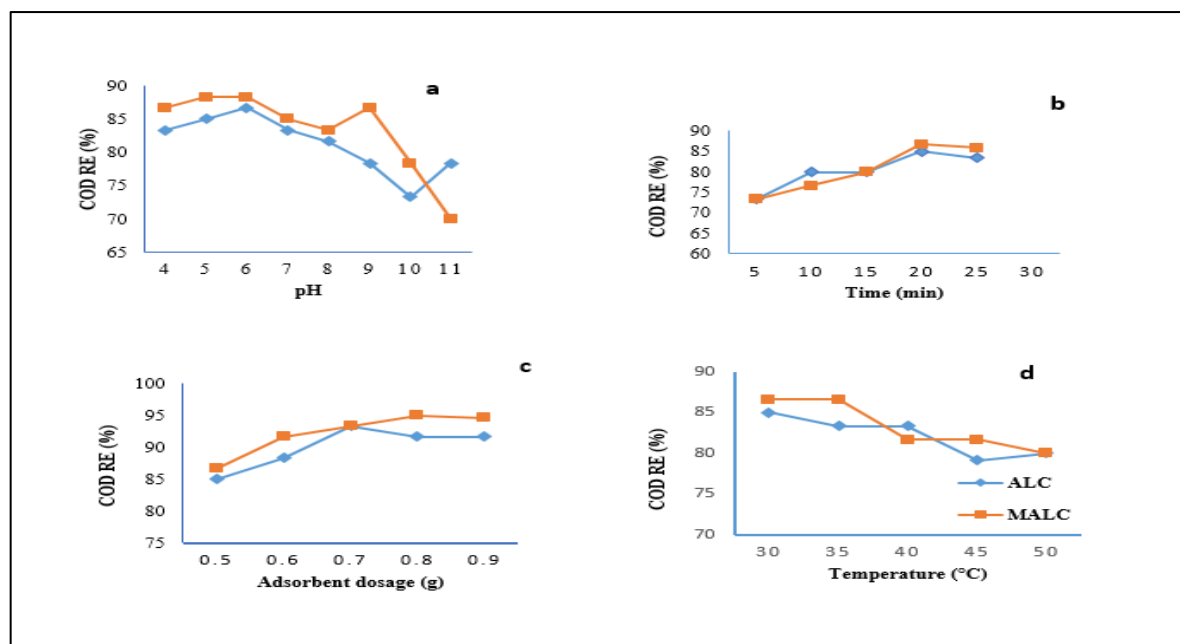 a
90
85
80
75
70
65
COD RE (%)
4 5 6 7 8 9 10 11
pH
b
90
85
80
75
70
65
60
COD RE (%)
5 10 15 20 25 30
Time (min)
c
100
95
90
85
80
75
COD RE (%)
0.5 0.6 0.7 0.8 0.9
Adsorbent dosage (g)
d
90
85
80
75
70
COD RE (%)
ALC
MALC
30 35 40 45 50
Temperature (°C)